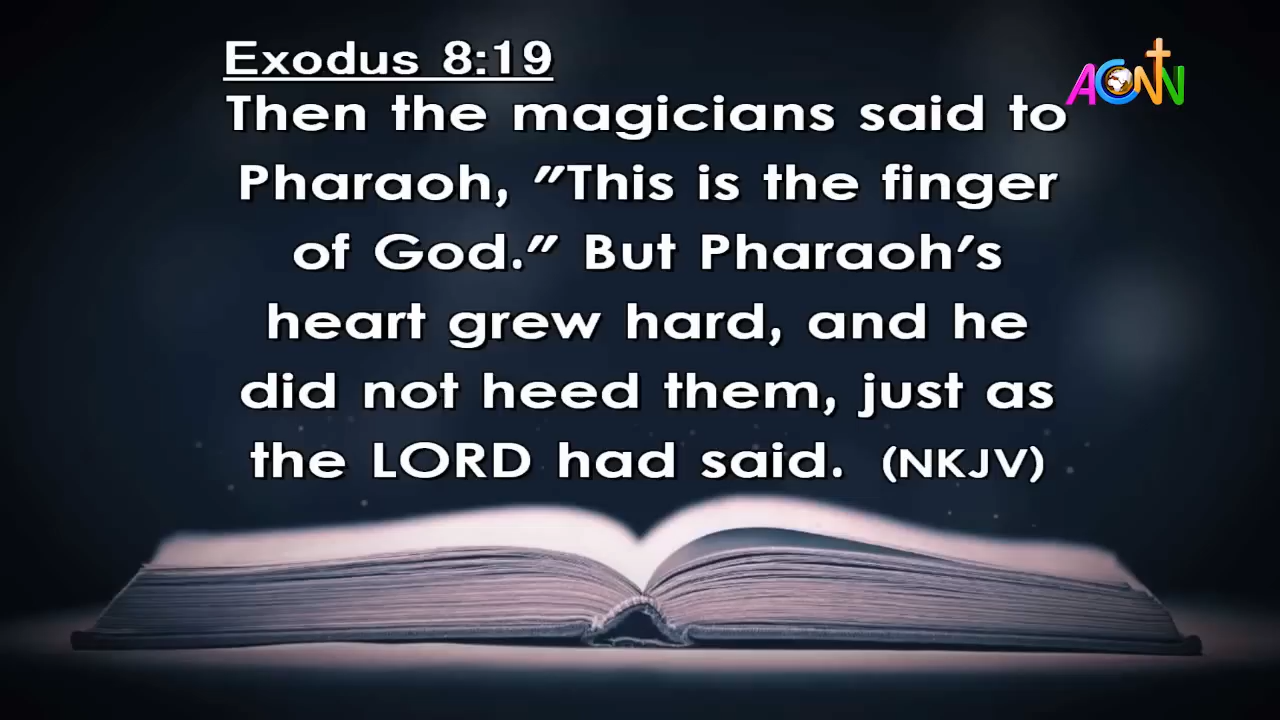 Exodus 8:19
Then the magicians said to
Pharaoh, "This is the finger
of God." But Pharaoh's
heart grew hard, and he
did not heed them, just as
the LORD had said. (NKJV)
ACNN